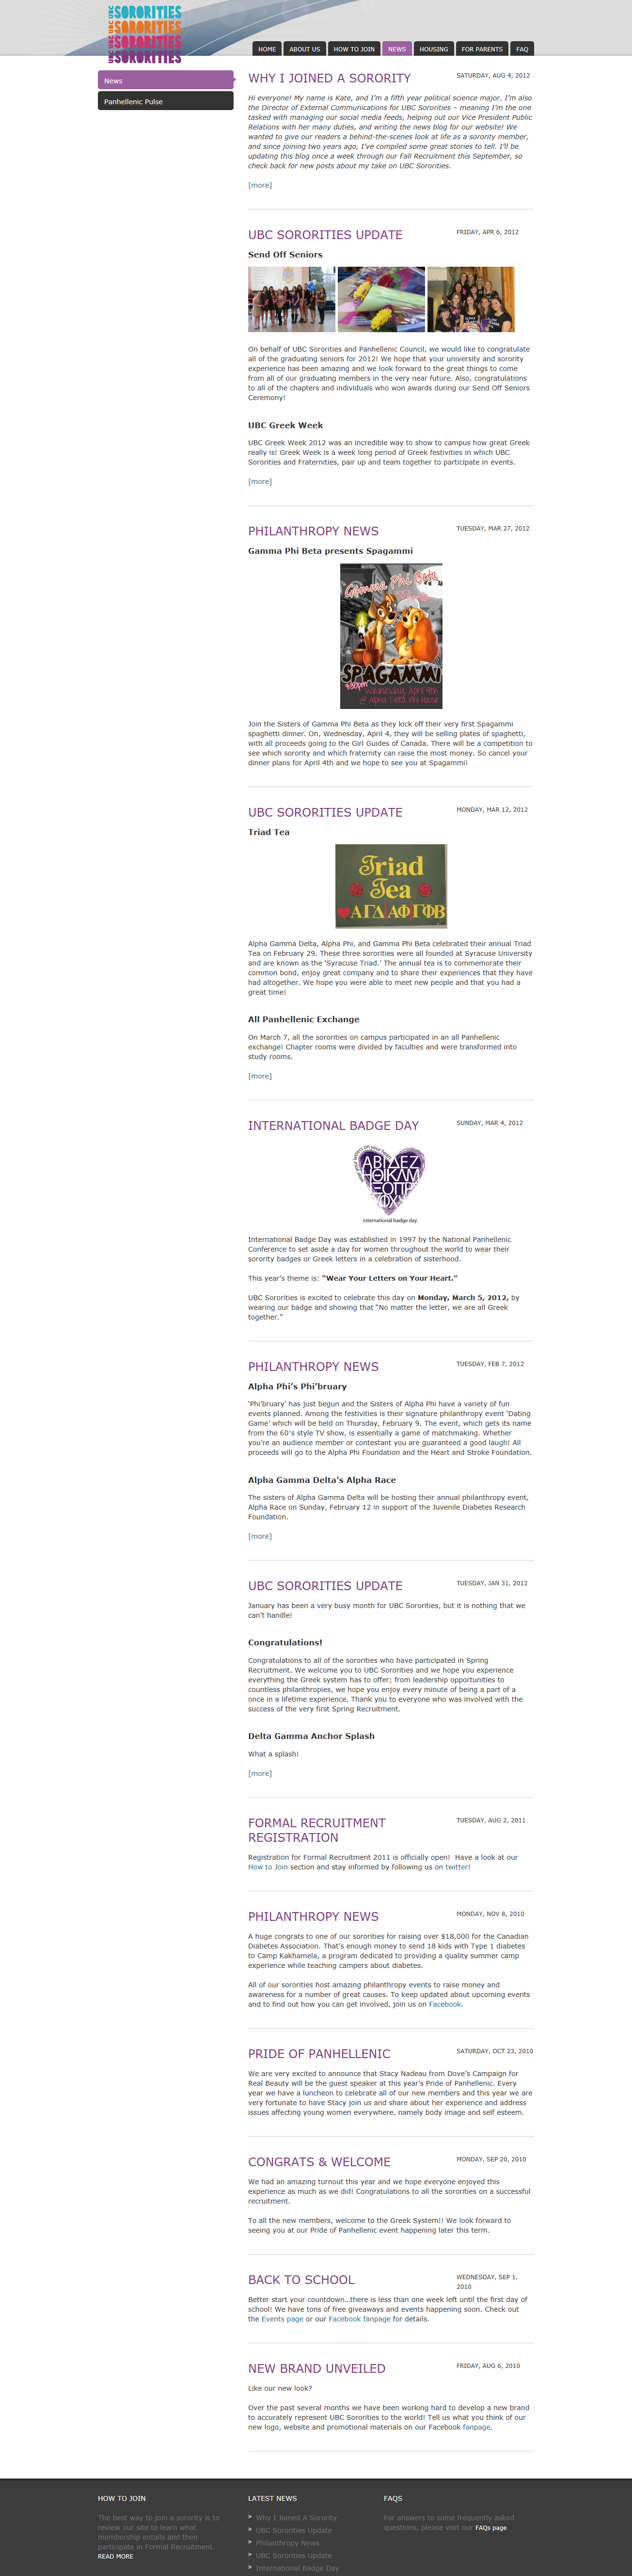 UBC SORORITIES
UBC SORORITIES
UBC SORORITIES
UBC SORORITIES
HOME
ABOUT US
HOW TO JOIN
NEWS
HOUSING
FOR PARENTS
FAQ
News
Panhellenic Pulse
WHY I JOINED A SORORITY
SATURDAY, AUG 4, 2012
Hi everyone! My name is Kate, and I’m a fifth year political science major. I’m also
the Director of External Communications for UBC Sororities – meaning I’m the one
tasked with managing our social media feeds, helping out our Vice President Public
Relations with her many duties, and writing the news blog for our website! We
wanted to give our readers a behind-the-scenes look at life as a sorority member,
and since joining two years ago, I’ve compiled some great stories to tell. I’ll be
updating this blog once a week through our Fall Recruitment this September, so
check back for new posts about my take on UBC Sororities.
[more]
UBC SORORITIES UPDATE
FRIDAY, APR 6, 2012
Send Off Seniors
On behalf of UBC Sororities and Panhellenic Council, we would like to congratulate
all of the graduating seniors for 2012! We hope that your university and sorority
experience has been amazing and we look forward to the great things to come
from all of our graduating members in the very near future. Also, congratulations
to all of the chapters and individuals who won awards during our Send Off Seniors
Ceremony!
UBC Greek Week
UBC Greek Week 2012 was an incredible way to show to campus how great Greek
really is! Greek Week is a week long period of Greek festivities in which UBC
Sororities and Fraternities, pair up and team together to participate in events.
[more]
PHILANTHROPY NEWS
TUESDAY, MAR 27, 2012
Gamma Phi Beta presents Spagammi
Gamma Phi Beta
SPAGAMMI
Wednesday, April 4th
Join the Sisters of Gamma Phi Beta as they kick off their very first Spagammi
spaghetti dinner. On, Wednesday, April 4, they will be selling plates of spaghetti,
with all proceeds going to the Girl Guides of Canada. There will be a competition to
see which sorority and which fraternity can raise the most money. So cancel your
dinner plans for April 4th and we hope to see you at Spagammi!
UBC SORORITIES UPDATE
MONDAY, MAR 12, 2012
Triad Tea
Triad
Tea
ΑΓΔ ΑΦ ΓΦΒ
Alpha Gamma Delta, Alpha Phi, and Gamma Phi Beta celebrated their annual Triad
Tea on February 29. These three sororities were all founded at Syracuse University
and are known as the ‘Syracuse Triad.’ The annual tea is to commemorate their
common bond, enjoy great company and to share their experiences that they have
had altogether. We hope you were able to meet new people and that you had a
great time!
All Panhellenic Exchange
On March 7, all the sororities on campus participated in an all Panhellenic
exchange! Chapter rooms were divided by faculties and were transformed into
study rooms.
[more]
INTERNATIONAL BADGE DAY
SUNDAY, MAR 4, 2012
wear your letters on your heart
international badge day
International Badge Day was established in 1997 by the National Panhellenic
Conference to set aside a day for women throughout the world to wear their
sorority badges or Greek letters in a celebration of sisterhood.
This year’s theme is: “Wear Your Letters on Your Heart.”
UBC Sororities is excited to celebrate this day on Monday, March 5, 2012, by
wearing our badge and showing that “No matter the letter, we are all Greek
together.”
PHILANTHROPY NEWS
TUESDAY, FEB 7, 2012
Alpha Phi’s Phi’bruary
‘Phi’bruary’ has just begun and the Sisters of Alpha Phi have a variety of fun
events planned. Among the festivities is their signature philanthropy event ‘Dating
Game’ which will be held on Thursday, February 9. The event, which gets its name
from the 60’s style TV show, is essentially a game of matchmaking. Whether
you’re an audience member or contestant you are guaranteed a good laugh! All
proceeds will go to the Alpha Phi Foundation and the Heart and Stroke Foundation.
Alpha Gamma Delta’s Alpha Race
The sisters of Alpha Gamma Delta will be hosting their annual philanthropy event,
Alpha Race on Sunday, February 12 in support of the Juvenile Diabetes Research
Foundation.
[more]
UBC SORORITIES UPDATE
TUESDAY, JAN 31, 2012
January has been a very busy month for UBC Sororities, but it is nothing that we
can’t handle!
Congratulations!
Congratulations to all of the sororities who have participated in Spring
Recruitment. We welcome you to UBC Sororities and we hope you experience
everything the Greek system has to offer; from leadership opportunities to
countless philanthropies, we hope you enjoy every minute of being a part of a
once in a lifetime experience. Thank you to everyone who was involved with the
success of the very first Spring Recruitment.
Delta Gamma Anchor Splash
What a splash!
[more]
FORMAL RECRUITMENT
REGISTRATION
TUESDAY, AUG 2, 2011
Registration for Formal Recruitment 2011 is officially open!  Have a look at our
How to Join section and stay informed by following us on twitter!
PHILANTHROPY NEWS
MONDAY, NOV 8, 2010
A huge congrats to one of our sororities for raising over $18,000 for the Canadian
Diabetes Association. That’s enough money to send 18 kids with Type 1 diabetes
to Camp Kakhamela, a program dedicated to providing a quality summer camp
experience while teaching campers about diabetes.
All of our sororities host amazing philanthropy events to raise money and
awareness for a number of great causes. To keep updated about upcoming events
and to find out how you can get involved, join us on Facebook.
PRIDE OF PANHELLENIC
SATURDAY, OCT 23, 2010
We are very excited to announce that Stacy Nadeau from Dove’s Campaign for
Real Beauty will be the guest speaker at this year’s Pride of Panhellenic. Every
year we have a luncheon to celebrate all of our new members and this year we are
very fortunate to have Stacy join us and share about her experience and address
issues affecting young women everywhere, namely body image and self esteem.
CONGRATS & WELCOME
MONDAY, SEP 20, 2010
We had an amazing turnout this year and we hope everyone enjoyed this
experience as much as we did! Congratulations to all the sororities on a successful
recruitment.
To all the new members, welcome to the Greek System!! We look forward to
seeing you at our Pride of Panhellenic event happening later this term.
BACK TO SCHOOL
WEDNESDAY, SEP 1,
2010
Better start your countdown…there is less than one week left until the first day of
school! We have tons of free giveaways and events happening soon. Check out
the Events page or our Facebook fanpage for details.
NEW BRAND UNVEILED
FRIDAY, AUG 6, 2010
Like our new look?
Over the past several months we have been working hard to develop a new brand
to accurately represent UBC Sororities to the world! Tell us what you think of our
new logo, website and promotional materials on our Facebook fanpage.
HOW TO JOIN
The best way to join a sorority is to
review our site to learn what
membership entails and then
participate in Formal Recruitment.
READ MORE
LATEST NEWS
Why I Joined A Sorority
UBC Sororities Update
Philanthropy News
UBC Sororities Update
International Badge Day
FAQS
For answers to some frequently asked
questions, please visit our FAQs page